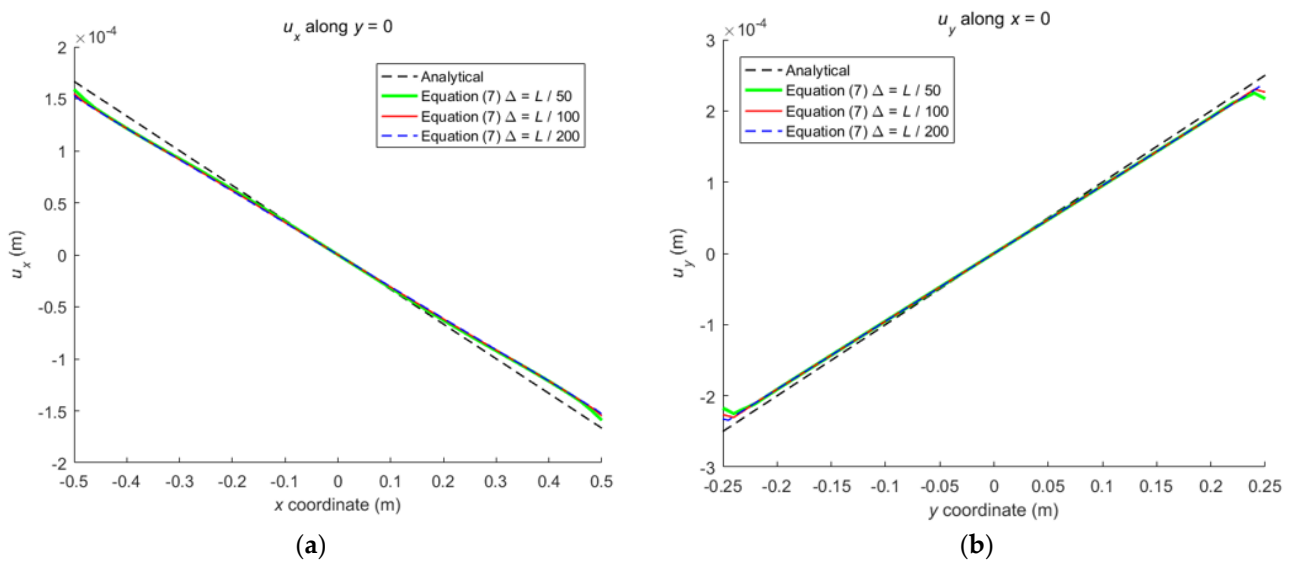 u_x along y = 0
×10⁻⁴
2
1.5
1
0.5
0
-0.5
-1
-1.5
-2
u_x (m)
Analytical
Equation (7) Δ = L / 50
Equation (7) Δ = L / 100
Equation (7) Δ = L / 200
-0.5 -0.4 -0.3 -0.2 -0.1 0 0.1 0.2 0.3 0.4 0.5
x coordinate (m)
(a)
u_y along x = 0
×10⁻⁴
3
2
1
0
-1
-2
-3
u_y (m)
Analytical
Equation (7) Δ = L / 50
Equation (7) Δ = L / 100
Equation (7) Δ = L / 200
-0.25 -0.2 -0.15 -0.1 -0.05 0 0.05 0.1 0.15 0.2 0.25
y coordinate (m)
(b)